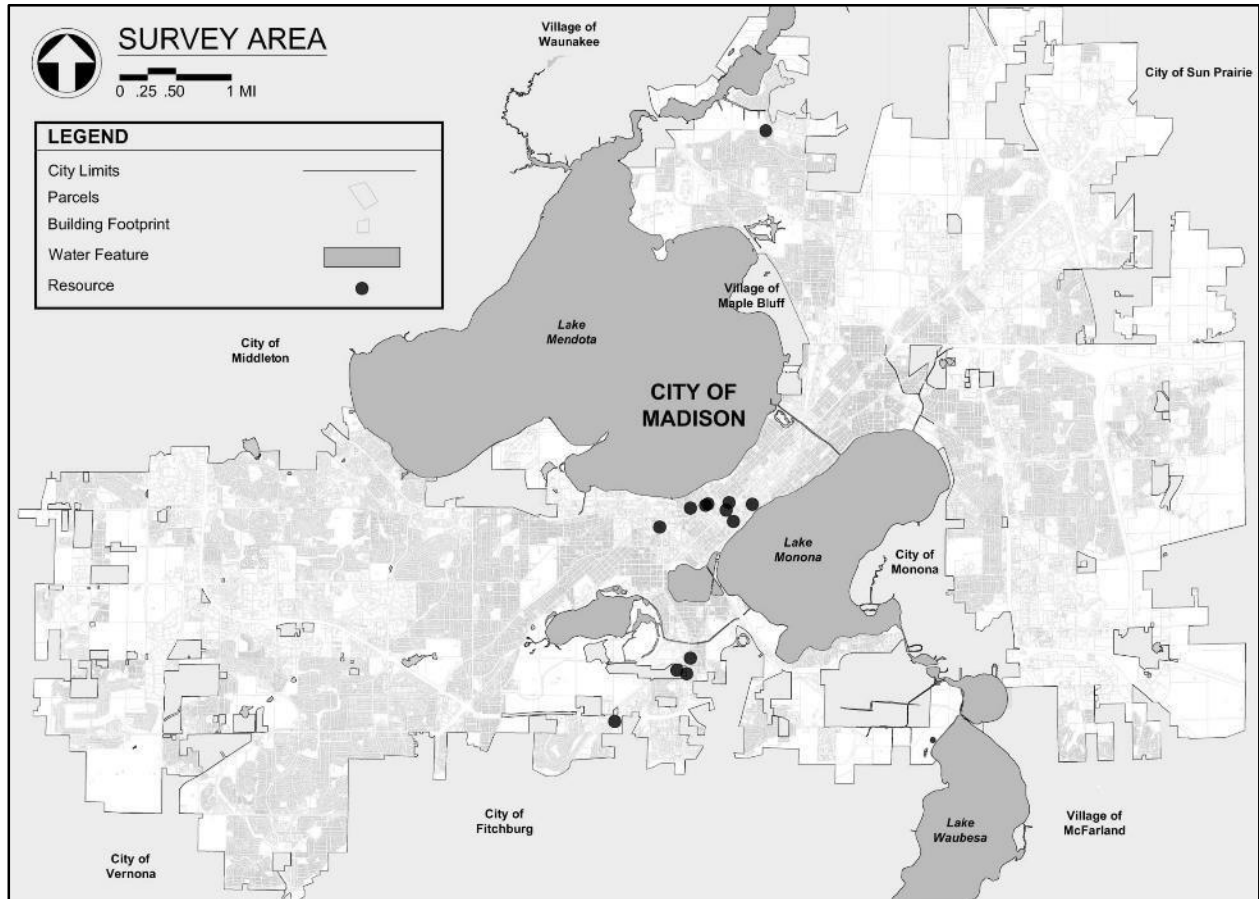 SURVEY AREA
0 .25 .50 1 MI
LEGEND
City Limits
Parcels
Building Footprint
Water Feature
Resource
Village of
Waunakee
City of Sun Prairie
Village of
Maple Bluff
Lake
Mendota
City of
Middleton
CITY OF
MADISON
Lake
Monona
City of
Monona
City of
Fitchburg
Lake
Waubesa
Village of
McFarland
City of
Vernona